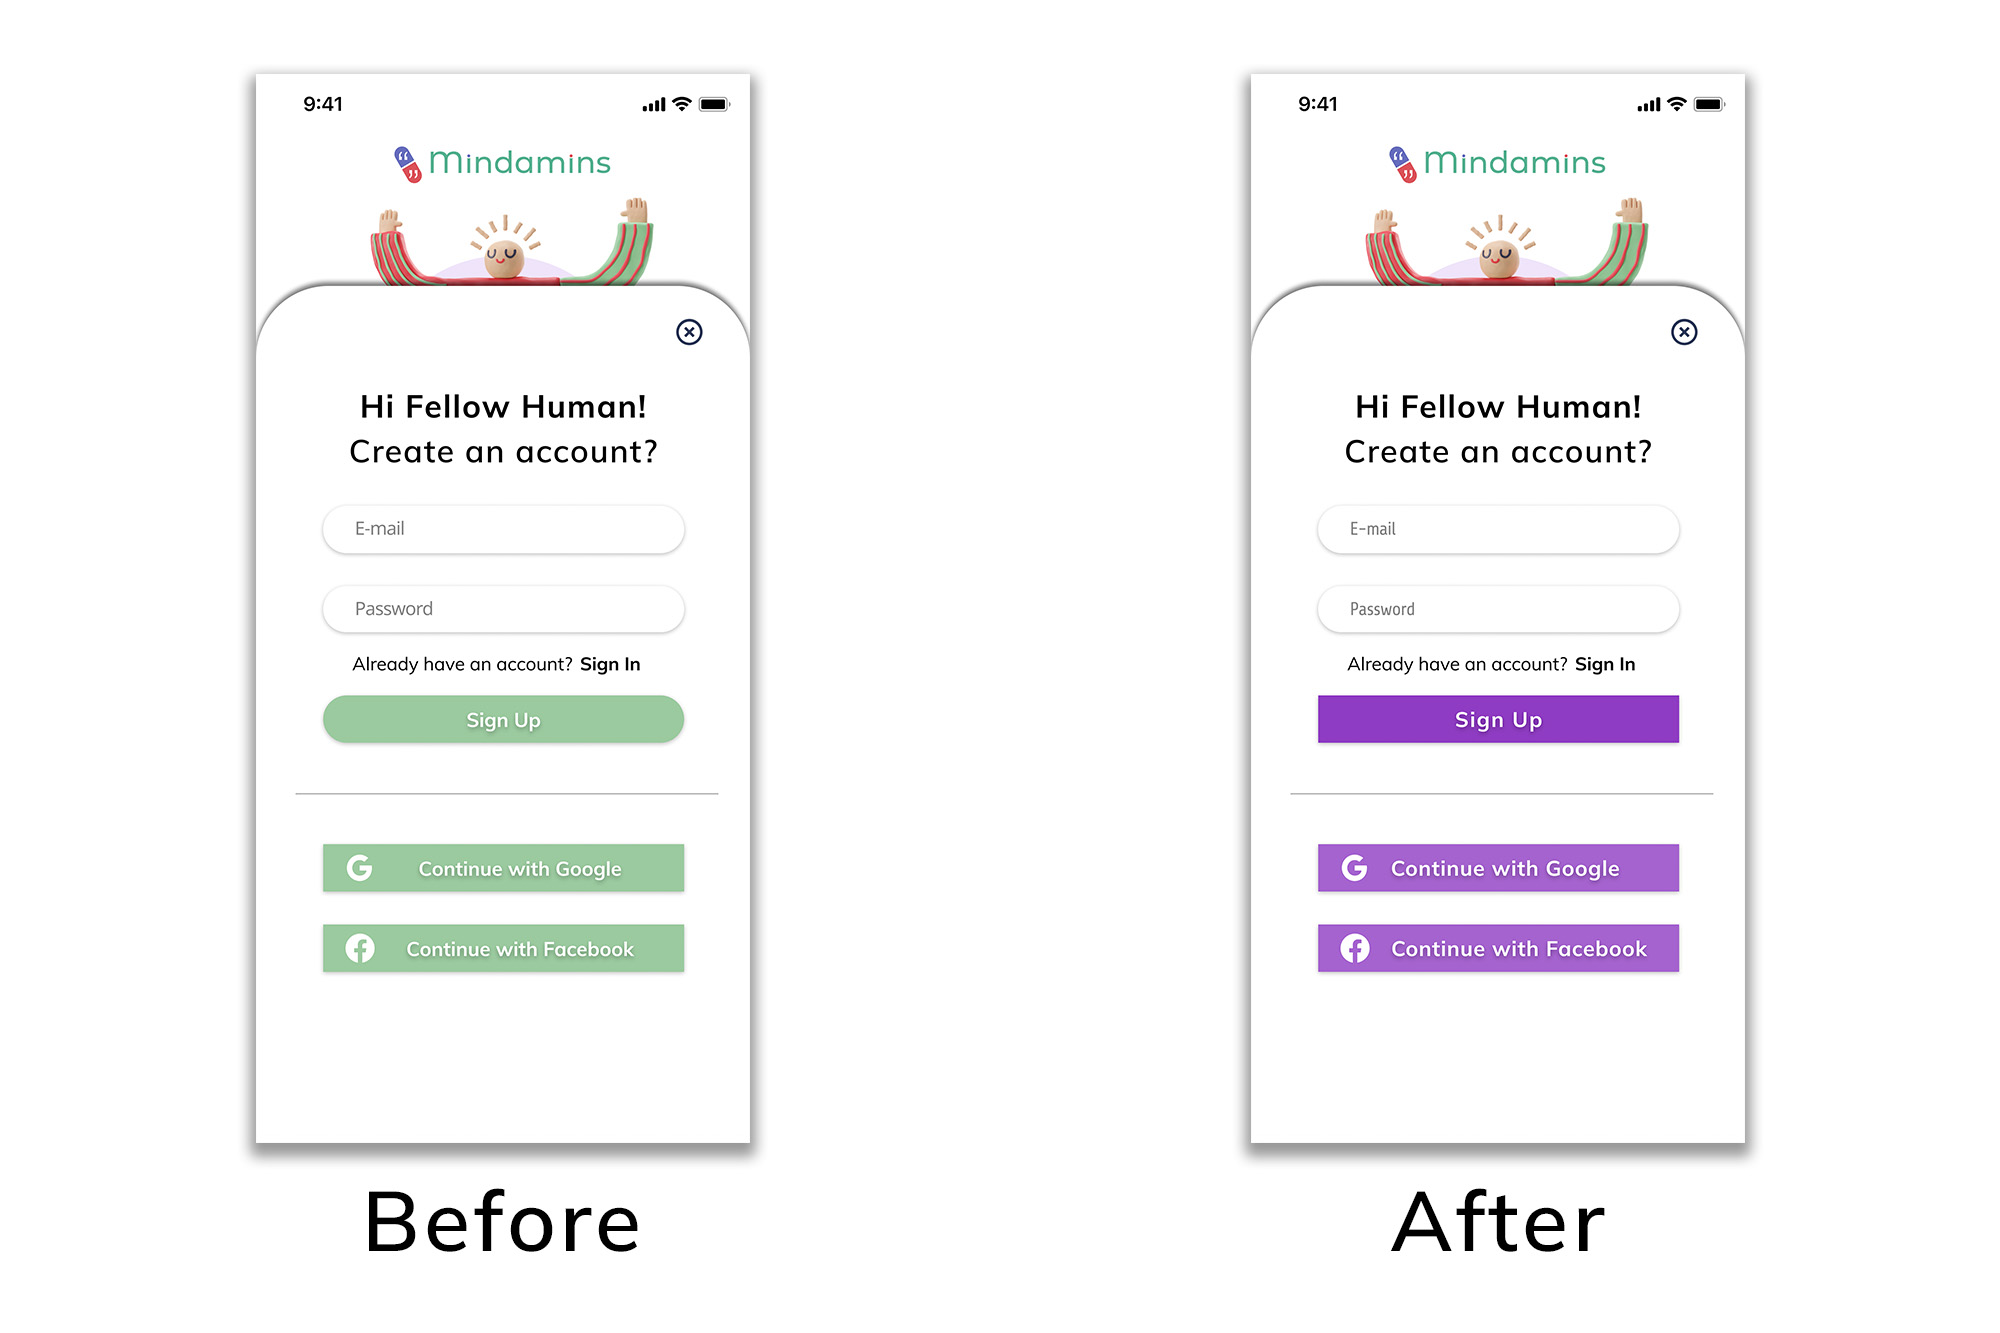 9:41
Mindamins
Hi Fellow Human!
Create an account?
E-mail
Password
Already have an account? Sign In
Sign Up
Continue with Google
Continue with Facebook
Before
9:41
Mindamins
Hi Fellow Human!
Create an account?
E-mail
Password
Already have an account? Sign In
Sign Up
Continue with Google
Continue with Facebook
After